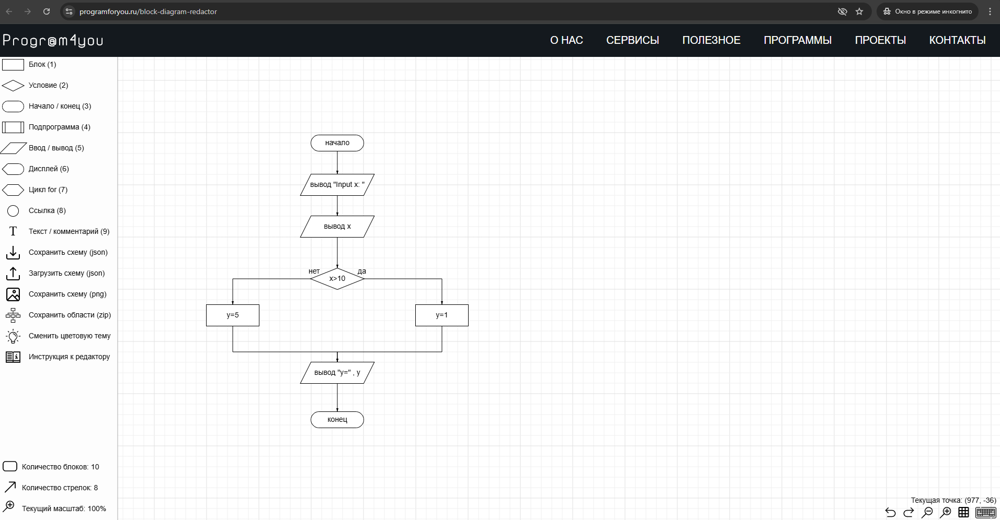 programforyou.ru/block-diagram-redactor
Окно в режиме инкогнито
Progr@m4you
О НАС
СЕРВИСЫ
ПОЛЕЗНОЕ
ПРОГРАММЫ
ПРОЕКТЫ
КОНТАКТЫ
Блок (1)
Условие (2)
Начало / конец (3)
Подпрограмма (4)
Ввод / вывод (5)
Дисплей (6)
Цикл for (7)
Ссылка (8)
T
Текст / комментарий (9)
Сохранить схему (json)
Загрузить схему (json)
Сохранить схему (png)
Сохранить области (zip)
Сменить цветовую тему
Инструкция к редактору
Количество блоков: 10
Количество стрелок: 8
Текущий масштаб: 100%
начало
вывод "Input x: "
вывод x
нет
да
x>10
y=5
y=1
вывод "y=" , y
конец
Текущая точка: (977, -36)